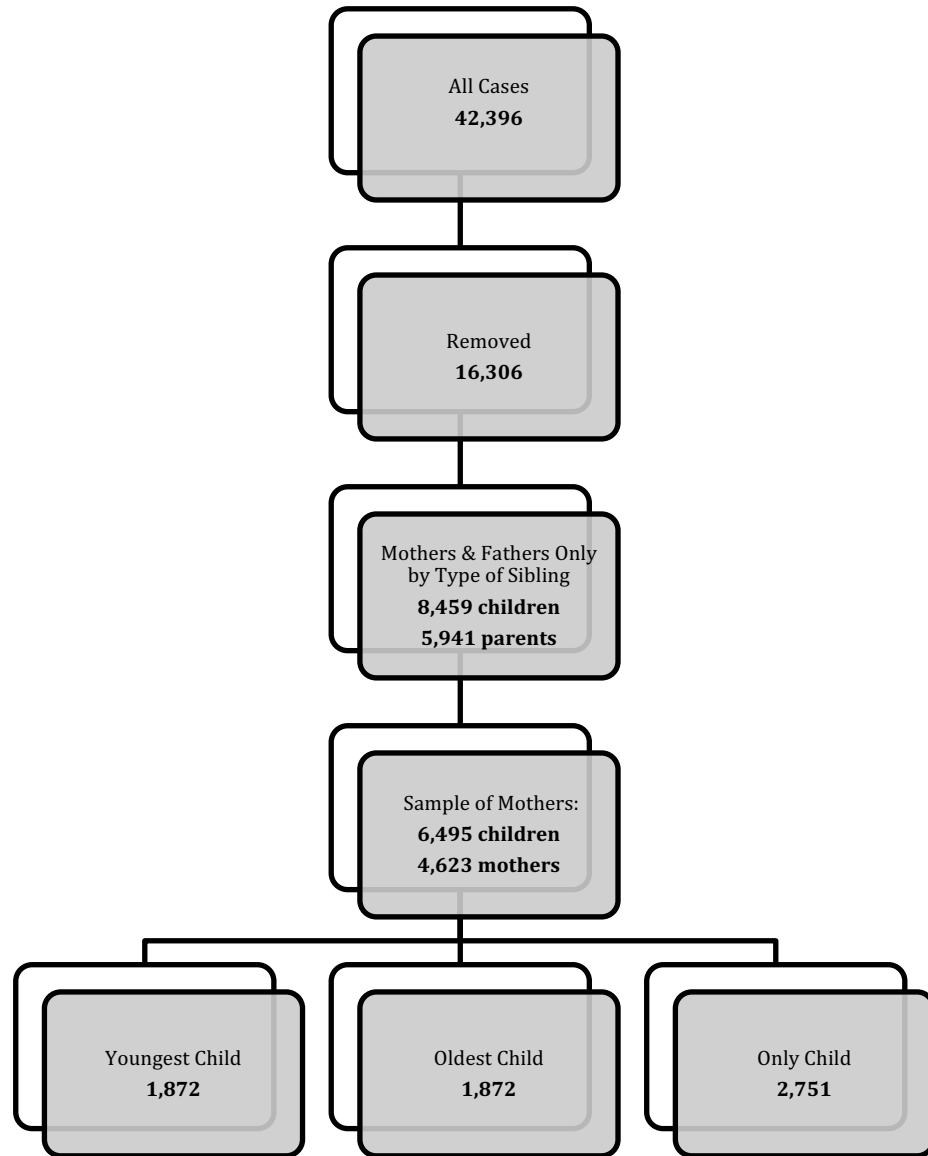 All Cases
42,396
Removed
16,306
Mothers & Fathers Only
by Type of Sibling
8,459 children
5,941 parents
Sample of Mothers:
6,495 children
4,623 mothers
Youngest Child
1,872
Oldest Child
1,872
Only Child
2,751